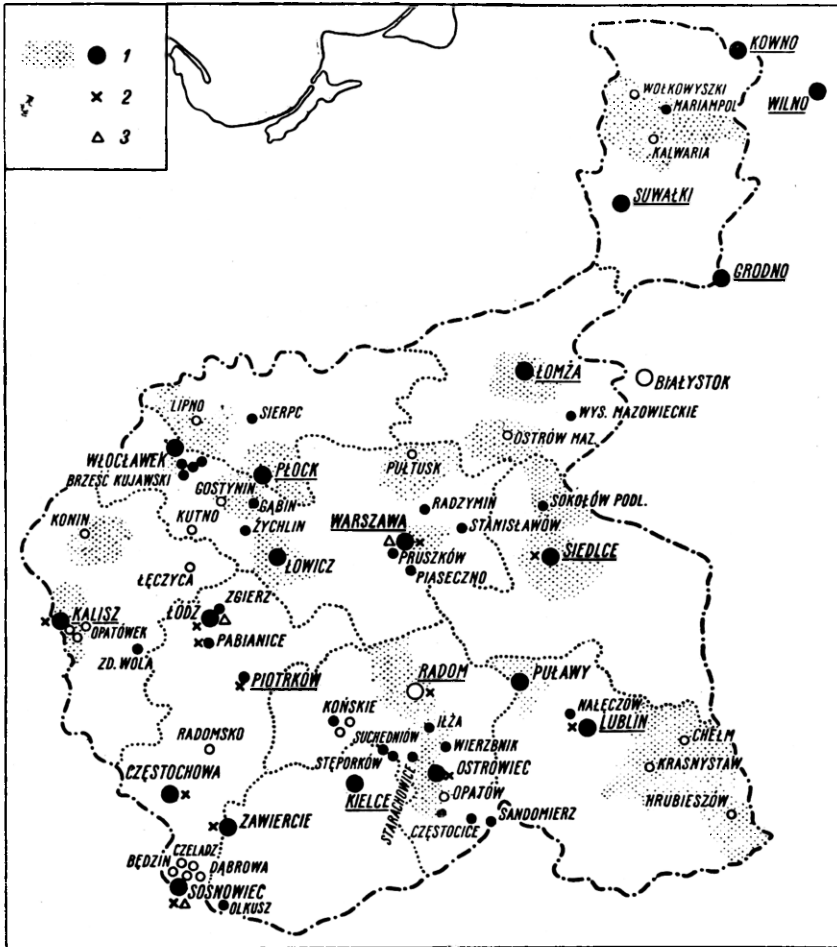 1
2
3
KOWNO
WOŁKOWYSZKI
WILNO
MARIAMPOL
KALWARIA
SUWAŁKI
GRODNO
ŁOMŻA
BIAŁYSTOK
LIPNO
SIERPC
WYS. MAZOWIECKIE
OSTRÓW MAZ.
WŁOCŁAWEK
PŁOCK
PUŁTUSK
BRZEŚĆ KUJAWSKI
GOSTYNIN
RADZYMIN
SOKOŁÓW PODL.
GĄBIN
KONIN
KUTNO
ŻYCHLIN
WARSZAWA
STANISŁAWÓW
PRUSZKÓW
SIEDLCE
ŁOWICZ
PIASECZNO
ŁĘCZYCA
ZGIERZ
KALISZ
ŁÓDŹ
OPATÓWEK
PABIANICE
ZD. WOLA
PIOTRKÓW
RADOM
PUŁAWY
KOŃSKIE
NAŁĘCZÓW
IŁŻA
LUBLIN
CHEŁM
RADOMSKO
SUCHEDNIÓW
WIERZBNIK
STĘPORKÓW
KRASNYSTAW
CZĘSTOCHOWA
OSTROWIEC
KIELCE
STARACHOWICE
OPATÓW
HRUBIESZÓW
ZAWIERCIE
CZĘSTOCICE
SANDOMIERZ
CZELADZ
BĘDZIN
DĄBROWA
SOSNOWIEC
OLKUSZ